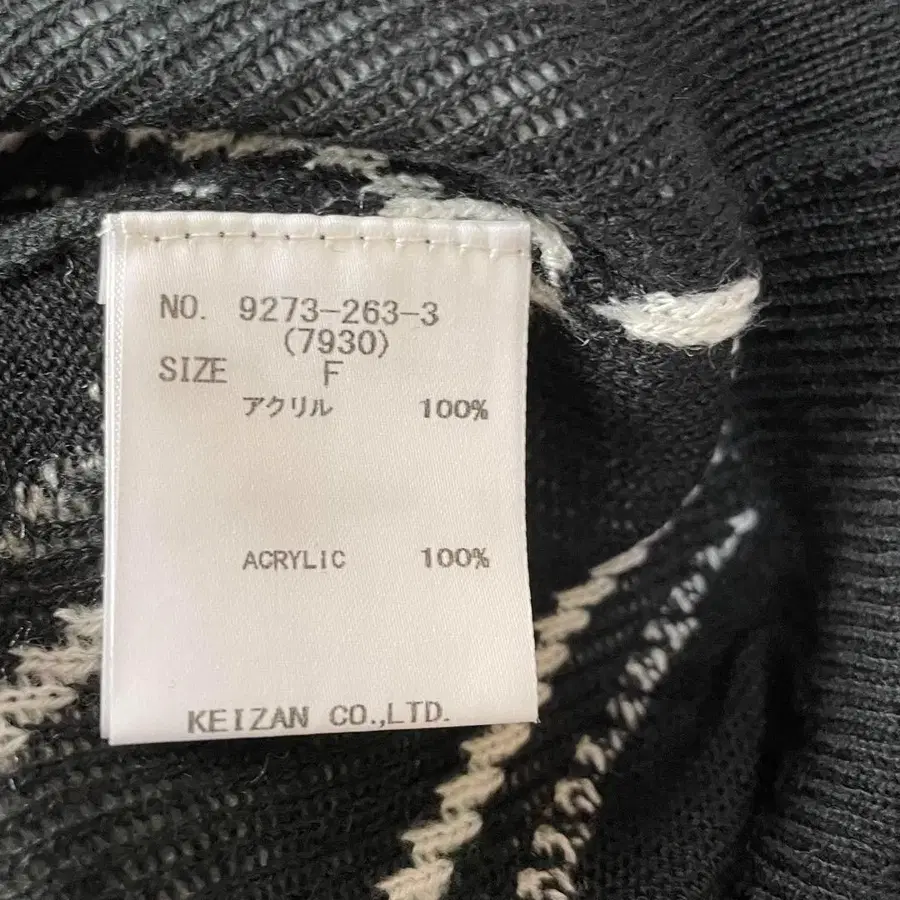 NO. 9273-263-3
(7930)
SIZE F
アクリル 100%
ACRYLIC 100%
KEIZAN CO.,LTD.